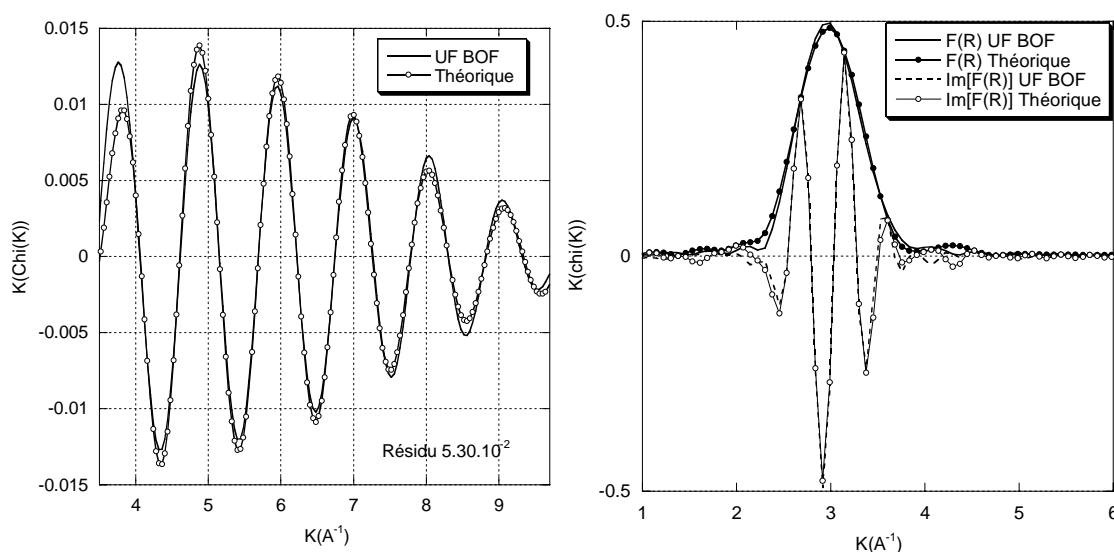 0.015
0.01
0.005
0
-0.005
-0.01
-0.015
K(Chi(K))
4
5
6
7
8
9
K(A⁻¹)
UF BOF
Théorique
Résidu 5.30.10⁻²
0.5
0
-0.5
K(chi(K))
1
2
3
4
5
6
K(A⁻¹)
F(R) UF BOF
F(R) Théorique
Im[F(R)] UF BOF
Im[F(R)] Théorique